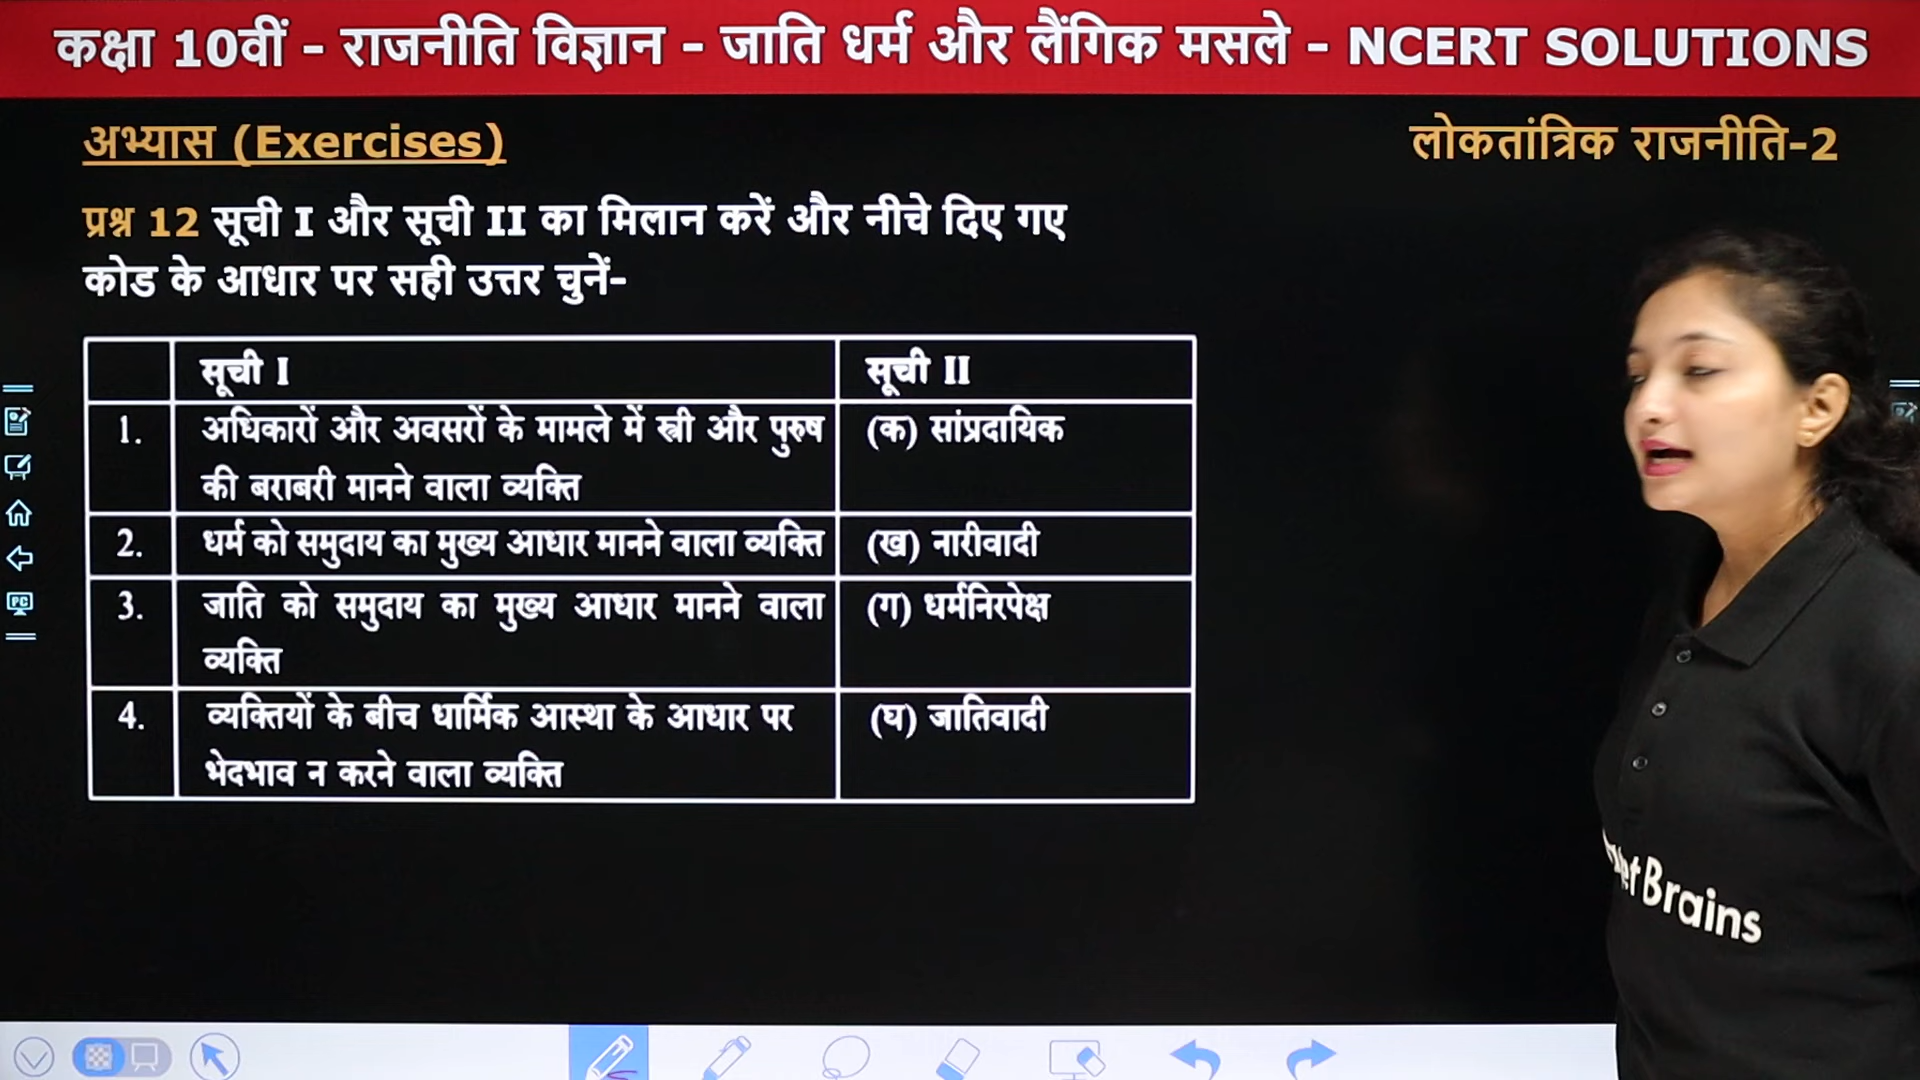 कक्षा 10वीं - राजनीति विज्ञान - जाति धर्म और लैंगिक मसले - NCERT SOLUTIONS
अभ्यास (Exercises)
लोकतांत्रिक राजनीति-2
प्रश्न 12 सूची I और सूची II का मिलान करें और नीचे दिए गए
कोड के आधार पर सही उत्तर चुनें-
सूची I सूची II
1. अधिकारों और अवसरों के मामले में स्त्री और पुरुष (क) सांप्रदायिक
की बराबरी मानने वाला व्यक्ति
2. धर्म को समुदाय का मुख्य आधार मानने वाला व्यक्ति (ख) नारीवादी
3. जाति को समुदाय का मुख्य आधार मानने वाला (ग) धर्मनिरपेक्ष
व्यक्ति
4. व्यक्तियों के बीच धार्मिक आस्था के आधार पर (घ) जातिवादी
भेदभाव न करने वाला व्यक्ति
PC
Brains